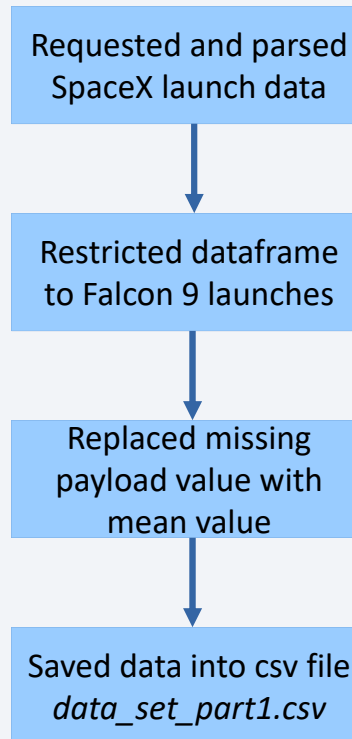 Requested and parsed
SpaceX launch data
Restricted dataframe
to Falcon 9 launches
Replaced missing
payload value with
mean value
Saved data into csv file
data_set_part1.csv